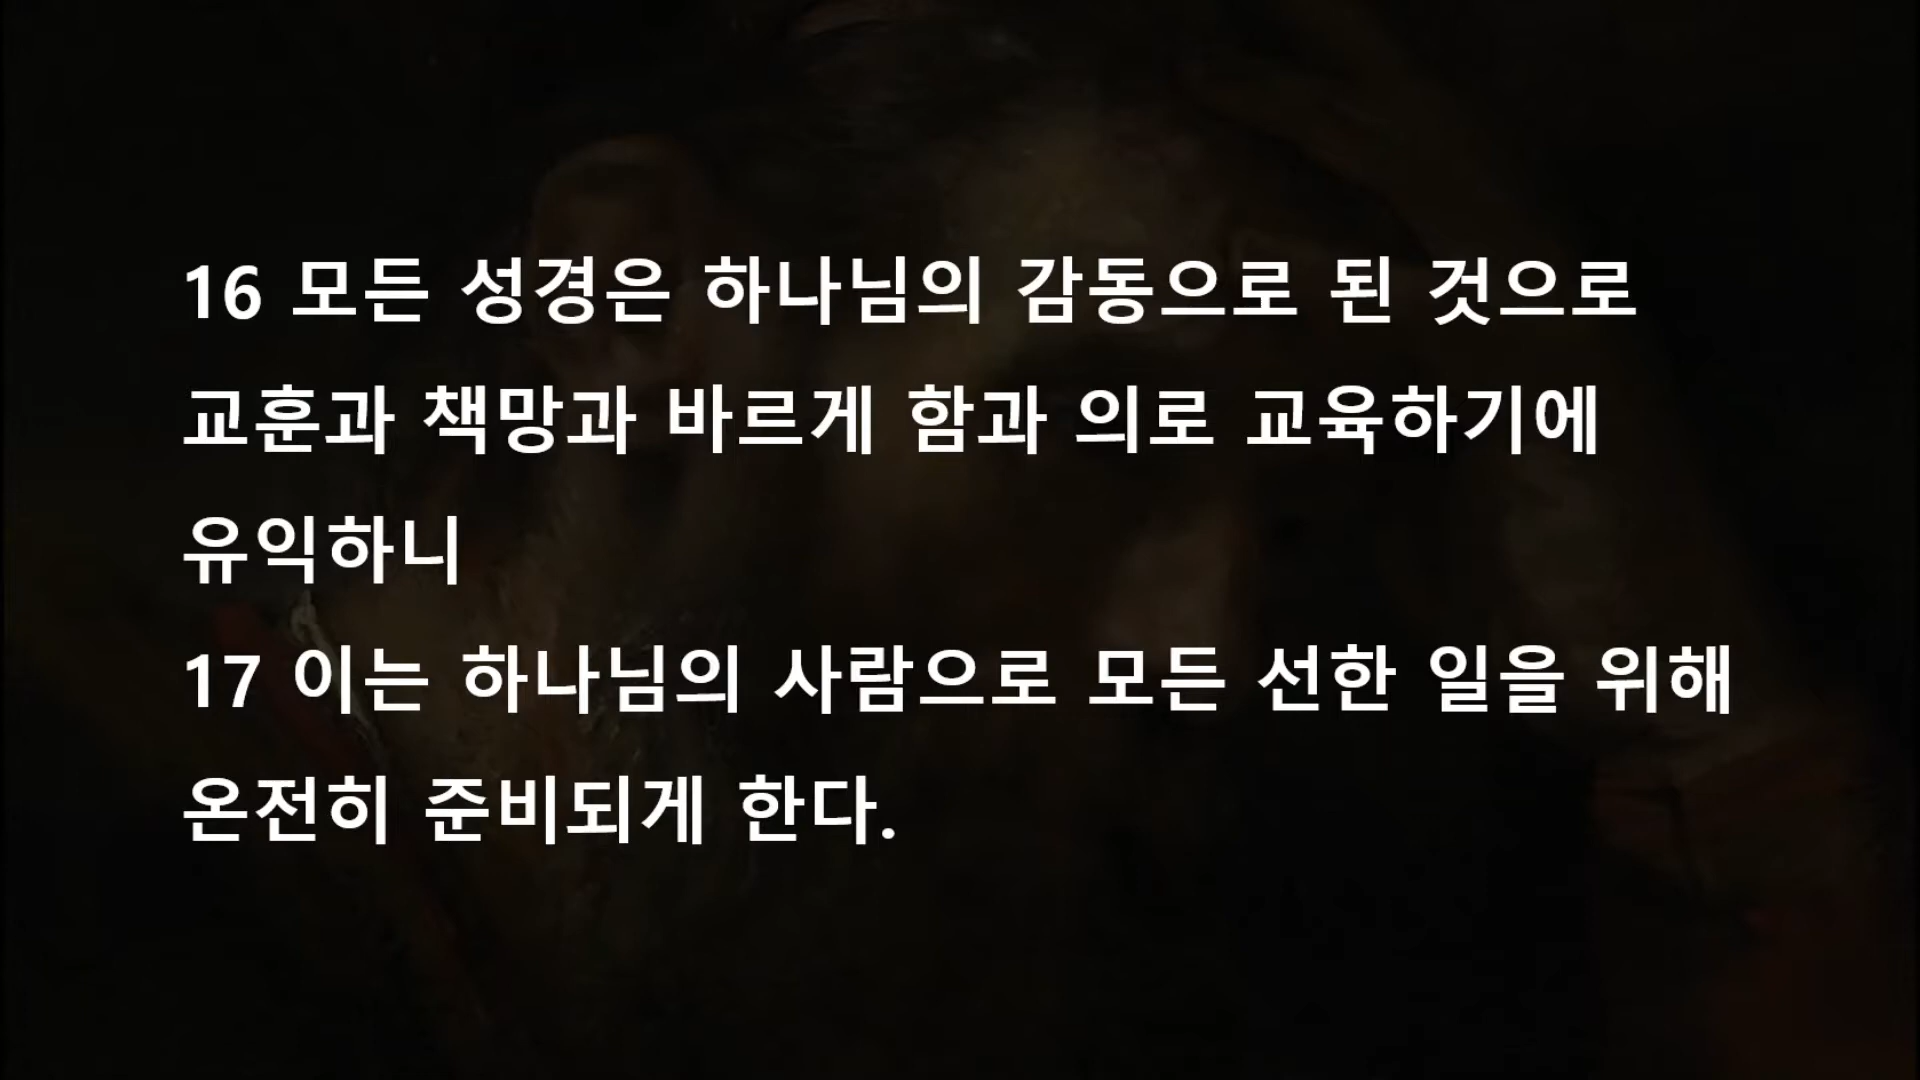 16 모든 성경은 하나님의 감동으로 된 것으로
교훈과 책망과 바르게 함과 의로 교육하기에
유익하니
17 이는 하나님의 사람으로 모든 선한 일을 위해
온전히 준비되게 한다.